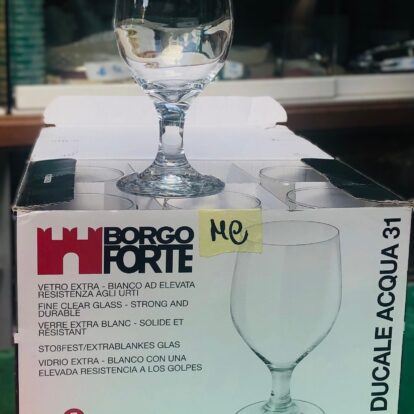 BORGO
FORTE
MC
VETRO EXTRA - BIANCO AD ELEVATA
RESISTENZA AGLI URTI
FINE CLEAR GLASS - STRONG AND
DURABLE
VERRE EXTRA BLANC - SOLIDE ET
RÉSISTANT
STOßFEST/EXTRABLANKES GLAS
VIDRIO EXTRA - BLANCO CON UNA
ELEVADA RESISTENCIA A LOS GOLPES
DUCALE ACQUA 31